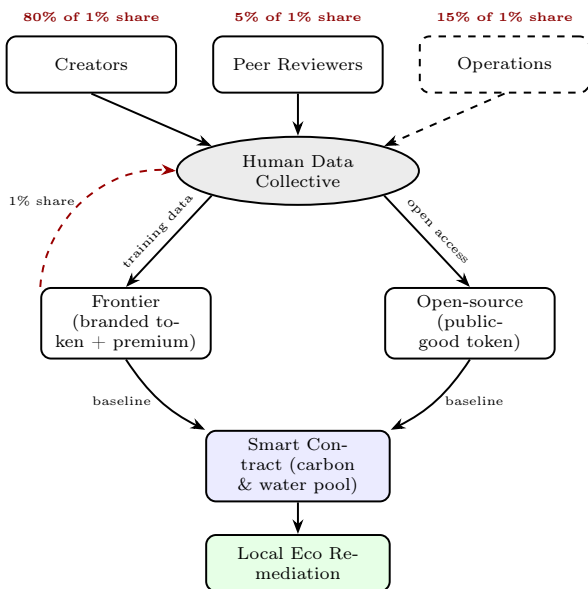 80% of 1% share
5% of 1% share
15% of 1% share
Creators
Peer Reviewers
Operations
Human Data
Collective
1% share
training data
open access
Frontier
(branded to-
ken + premium)
Open-source
(public-
good token)
baseline
baseline
Smart Con-
tract (carbon
& water pool)
Local Eco Re-
mediation